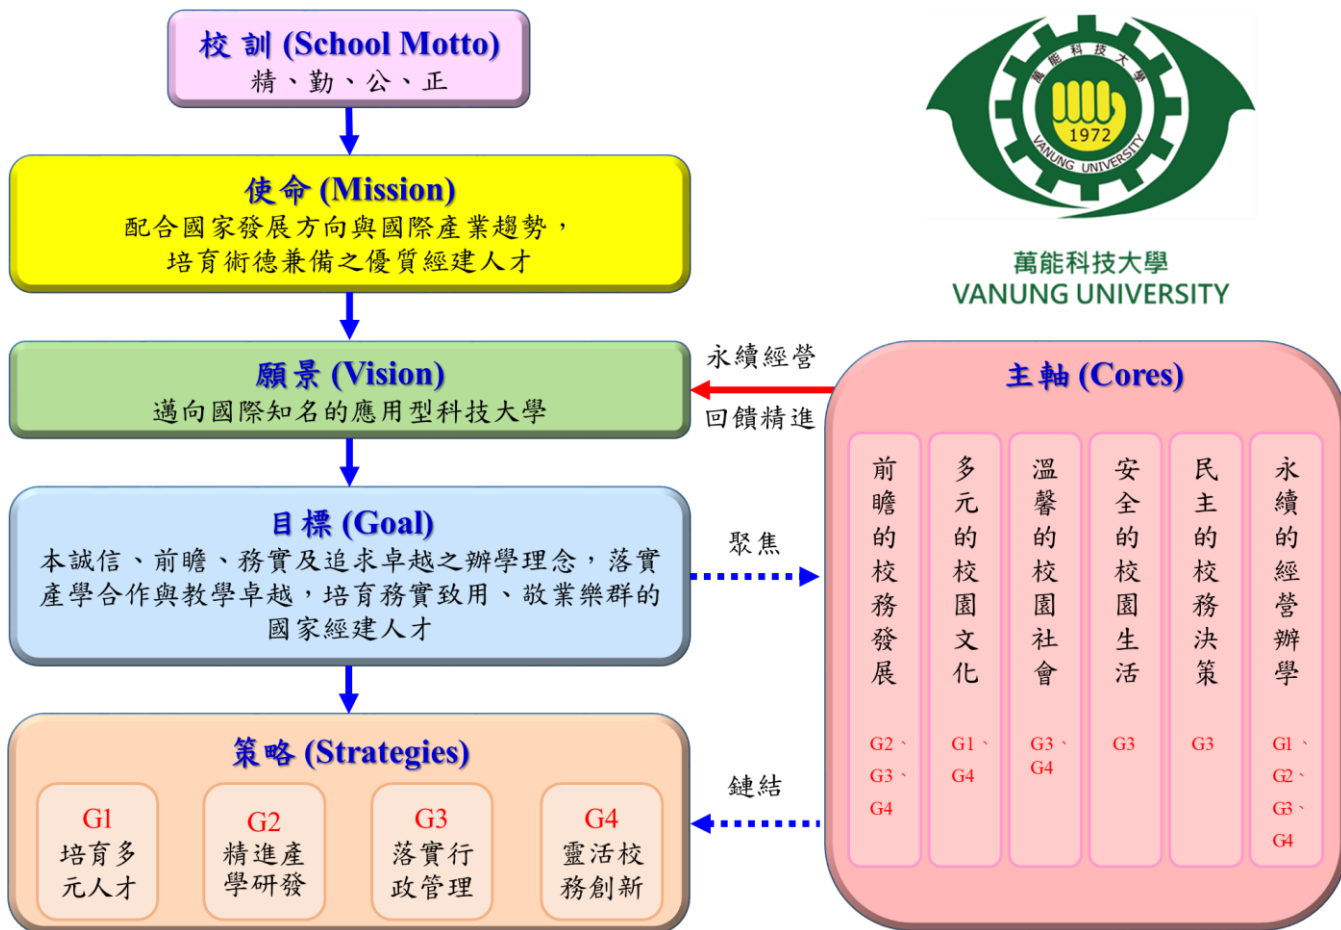 校訓 (School Motto)
精、勤、公、正
使命 (Mission)
配合國家發展方向與國際產業趨勢，
培育術德兼備之優質經建人才
願景 (Vision)
邁向國際知名的應用型科技大學
目標 (Goal)
本誠信、前瞻、務實及追求卓越之辦學理念，落實
產學合作與教學卓越，培育務實致用、敬業樂群的
國家經建人才
策略 (Strategies)
G1
培育多
元人才
G2
精進產
學研發
G3
落實行
政管理
G4
靈活校
務創新
永續經營
回饋精進
聚焦
鏈結
萬能科技大學
1972
VANUNG UNIVERSITY
萬能科技大學
VANUNG UNIVERSITY
主軸 (Cores)
前瞻的校務發展
G2、
G3、
G4
多元的校園文化
G1、
G4
溫馨的校園社會
G3、
G4
安全的校園生活
G3
民主的校務決策
G3
永續的經營辦學
G1、
G2、
G3、
G4